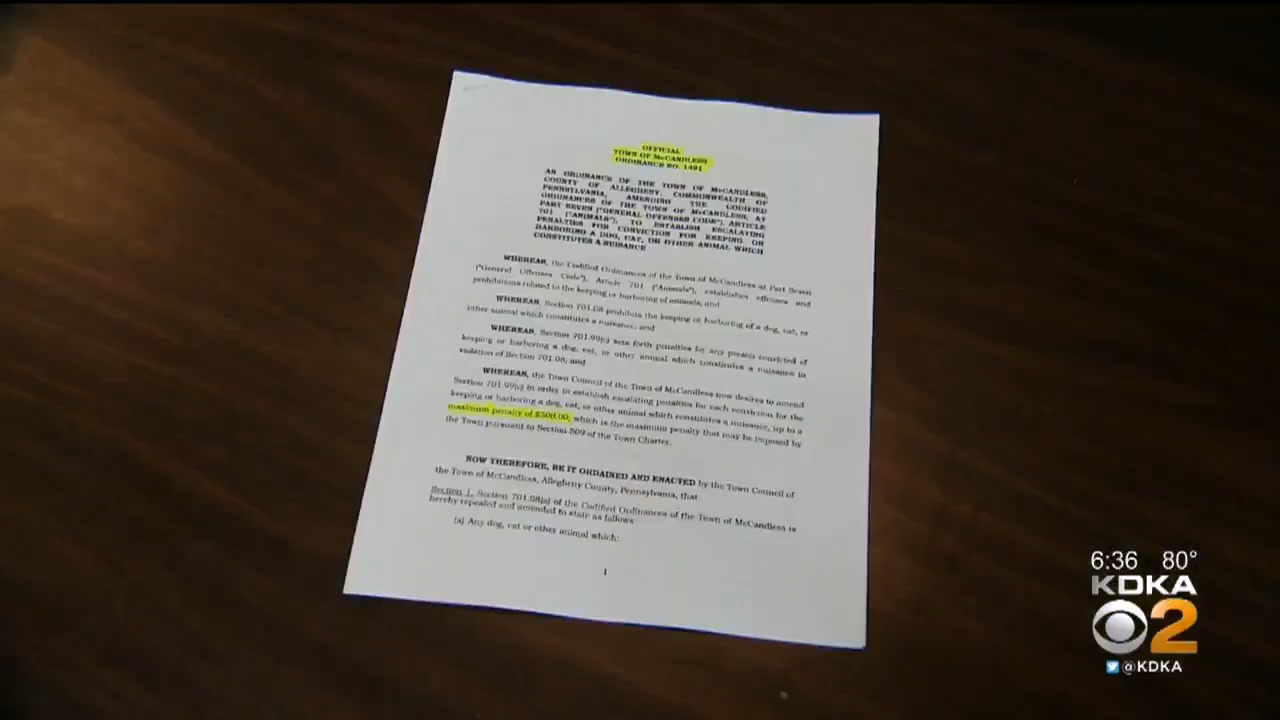 OFFICIAL
TOWN OF McCANDLESS
ORDINANCE NO. 1491
AN ORDINANCE OF THE TOWN OF McCANDLESS,
COUNTY OF ALLEGHENY, COMMONWEALTH OF
PENNSYLVANIA, AMENDING THE CODIFIED
ORDINANCES OF THE TOWN OF McCANDLESS, AT
PART SEVEN ("GENERAL OFFENSES CODE"), ARTICLE
701 ("ANIMALS"), TO ESTABLISH ESCALATING
PENALTIES FOR CONVICTION FOR KEEPING OR
HARBORING A DOG, CAT, OR OTHER ANIMAL WHICH
CONSTITUTES A NUISANCE
WHEREAS, the Codified Ordinances of the Town of McCandless at Part Seven
("General Offenses Code"), Article 701 ("Animals"), establishes offenses and
prohibitions related to the keeping or harboring of animals; and
WHEREAS, Section 701.08 prohibits the keeping or harboring of a dog, cat, or
other animal which constitutes a nuisance, and
WHEREAS, Section 701.99(c) sets forth penalties for any person convicted of
keeping or harboring a dog, cat, or other animal which constitutes a nuisance in
violation of Section 701.08; and
WHEREAS, the Town Council of the Town of McCandless now desires to amend
Section 701.99(c) in order to establish escalating penalties for each conviction for the
keeping or harboring a dog, cat, or other animal which constitutes a nuisance, up to a
maximum penalty of $500.00, which is the maximum penalty that may be imposed by
the Town pursuant to Section 809 of the Town Charter.
NOW THEREFORE, BE IT ORDAINED AND ENACTED by the Town Council of
the Town of McCandless, Allegheny County, Pennsylvania, that:
Section 1. Section 701.08(a) of the Codified Ordinances of the Town of McCandless is
hereby repealed and amended to state as follows
(a) Any dog, cat or other animal which:
1
6:36 80°
KDKA
2
@KDKA